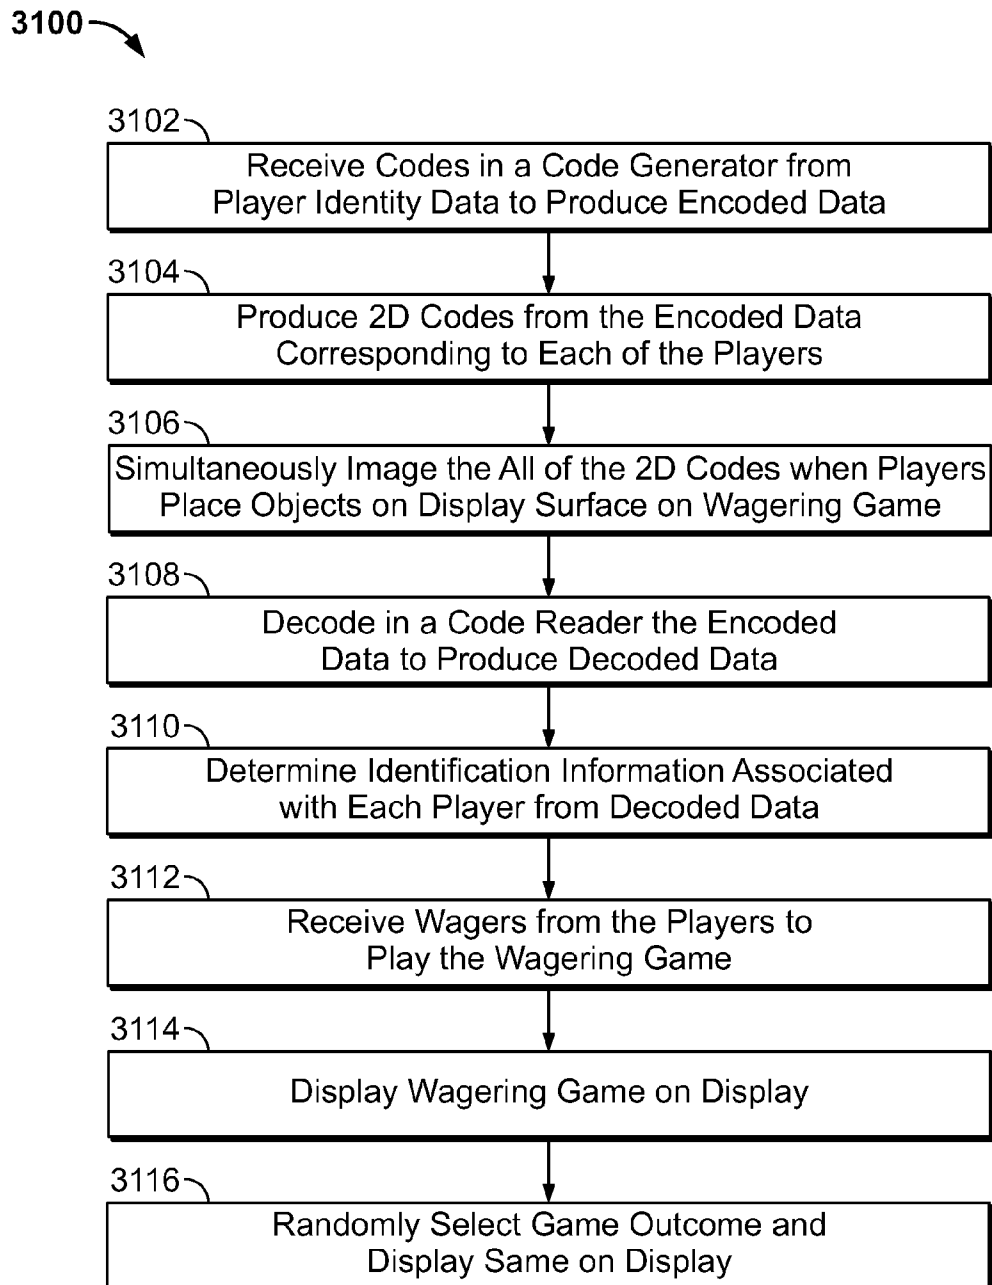 3100
3102
Receive Codes in a Code Generator from
Player Identity Data to Produce Encoded Data
3104
Produce 2D Codes from the Encoded Data
Corresponding to Each of the Players
3106
Simultaneously Image the All of the 2D Codes when Players
Place Objects on Display Surface on Wagering Game
3108
Decode in a Code Reader the Encoded
Data to Produce Decoded Data
3110
Determine Identification Information Associated
with Each Player from Decoded Data
3112
Receive Wagers from the Players to
Play the Wagering Game
3114
Display Wagering Game on Display
3116
Randomly Select Game Outcome and
Display Same on Display